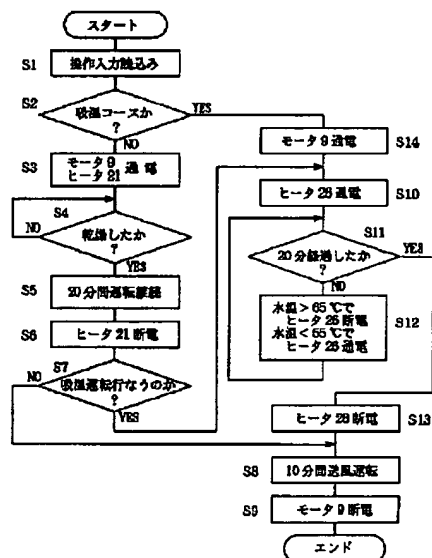 スタート
S1
操作入力読込み
S2
吸湿コースか
?
YES
NO
S3
モータ9
ヒータ21
通電
S4
乾燥したか
?
NO
YES
S5
20分間運転継続
S6
ヒータ21断電
S7
吸湿運転行なうのか
?
NO
YES
モータ9通電
S14
ヒータ26通電
S10
S11
20分経過したか
?
YES
NO
水温>65℃で
ヒータ26断電
水温<55℃で
ヒータ26通電
S12
ヒータ26断電
S13
S8
10分間送風運転
S9
モータ9断電
エンド